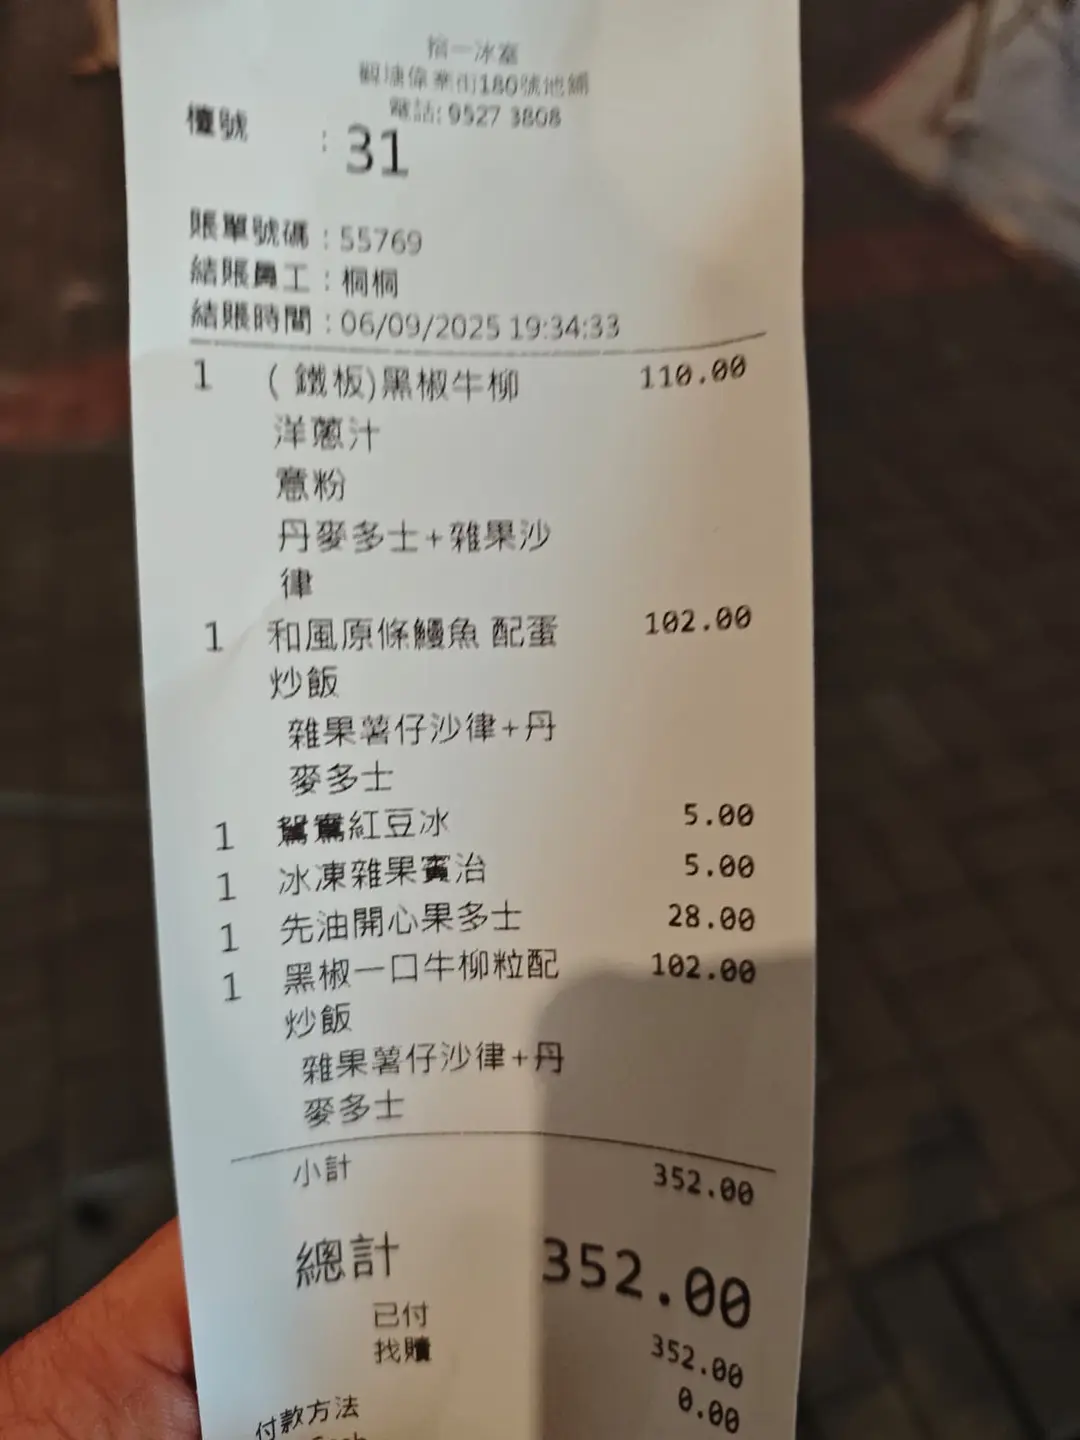 拾一冰室
觀塘偉業街180號地舖
電話: 9527 3808
檯號 : 31
賬單號碼 : 55769
結賬員工 : 桐桐
結賬時間 : 06/09/2025 19:34:33
1 ( 鐵板)黑椒牛柳 110.00
洋蔥汁
意粉
丹麥多士+雜果沙
律
1 和風原條鰻魚 配蛋 102.00
炒飯
雜果薯仔沙律+丹
麥多士
1 鴛鴦紅豆冰 5.00
1 冰凍雜果賓治 5.00
1 先油開心果多士 28.00
1 黑椒一口牛柳粒配 102.00
炒飯
雜果薯仔沙律+丹
麥多士
小計 352.00
總計 352.00
已付 352.00
找贖 0.00
付款方法